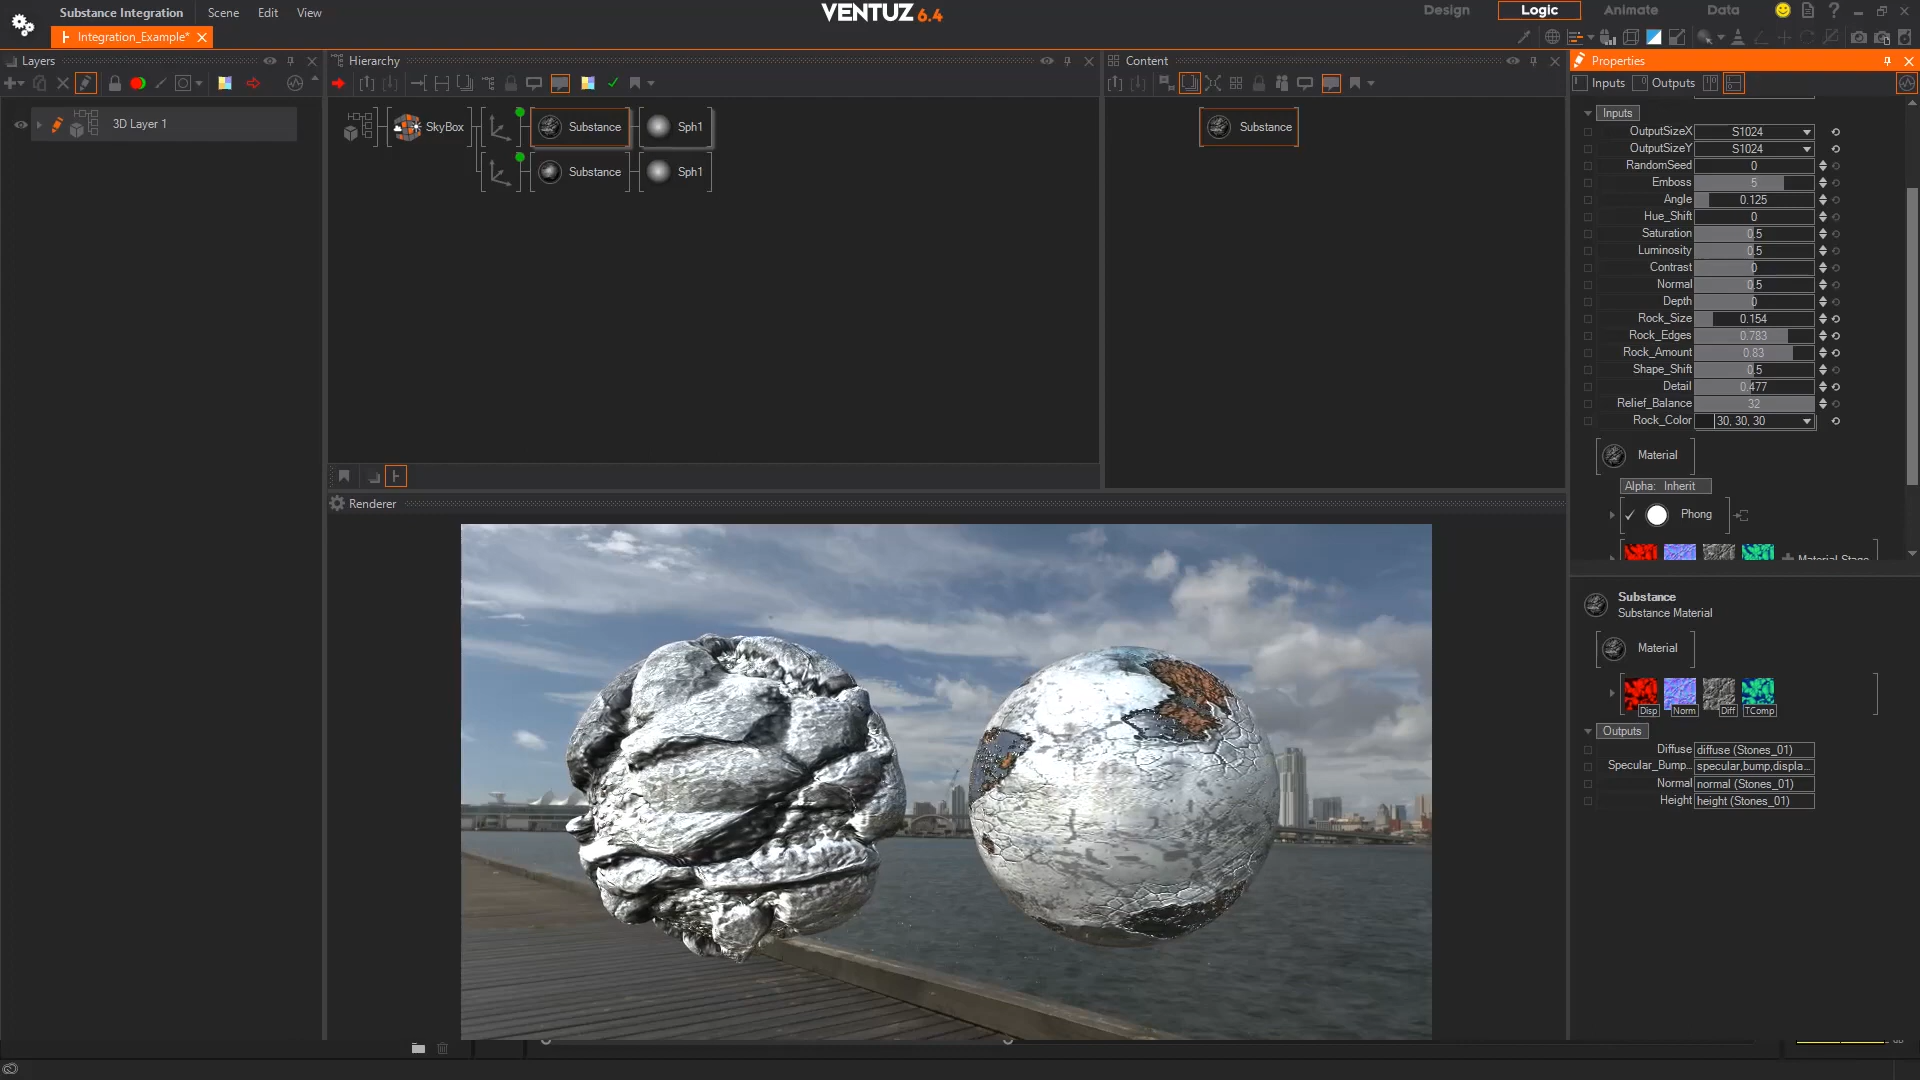 Substance Integration Scene Edit View
VENTUZ 6.4
Design Logic Animate Data
Integration_Example*
Layers
Hierarchy
Content
Properties
Inputs Outputs
3D Layer 1
SkyBox
Substance
Sph1
Substance
Sph1
Substance
Inputs
OutputSizeX S1024
OutputSizeY S1024
RandomSeed 0
Emboss 5
Angle 0.125
Hue_Shift 0
Saturation 0.5
Luminosity 0.5
Contrast 0
Normal 0.5
Depth 0
Rock_Size 0.154
Rock_Edges 0.783
Rock_Amount 0.83
Shape_Shift 0.5
Detail 0.477
Relief_Balance 32
Rock_Color 30, 30, 30
Material
Alpha: Inherit
Phong
Material Stage
Renderer
Substance
Substance Material
Material
Disp Norm Diff TComp
Outputs
Diffuse diffuse (Stones_01)
Specular_Bump... specular,bump,displa...
Normal normal (Stones_01)
Height height (Stones_01)